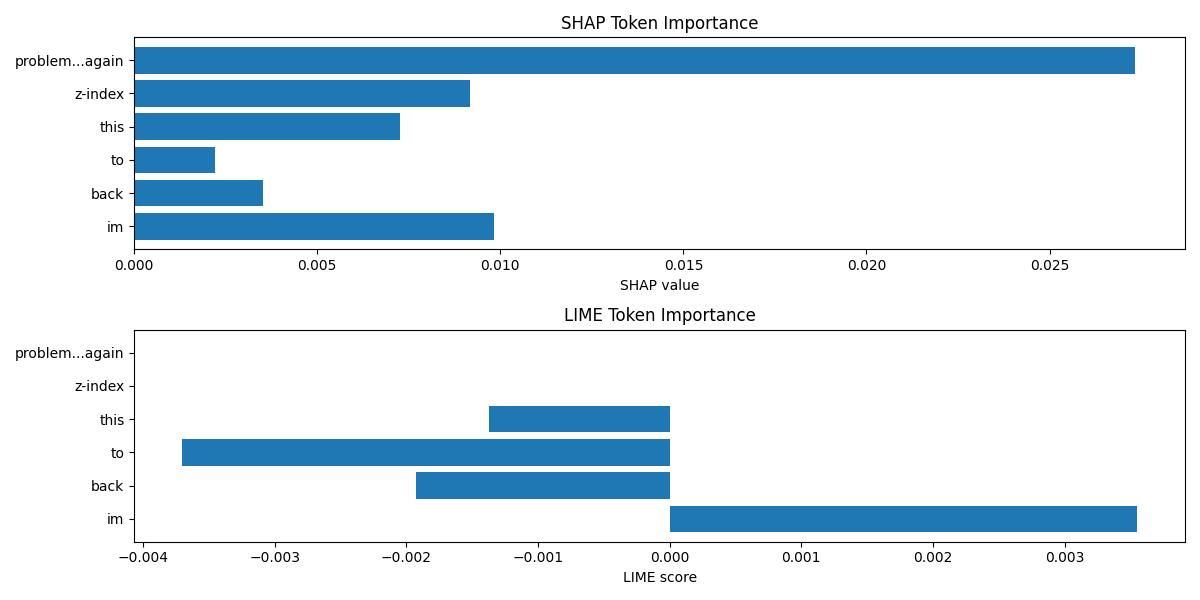 SHAP Token Importance
problem...again
z-index
this
to
back
im
0.000 0.005 0.010 0.015 0.020 0.025
SHAP value
LIME Token Importance
problem...again
z-index
this
to
back
im
−0.004 −0.003 −0.002 −0.001 0.000 0.001 0.002 0.003
LIME score